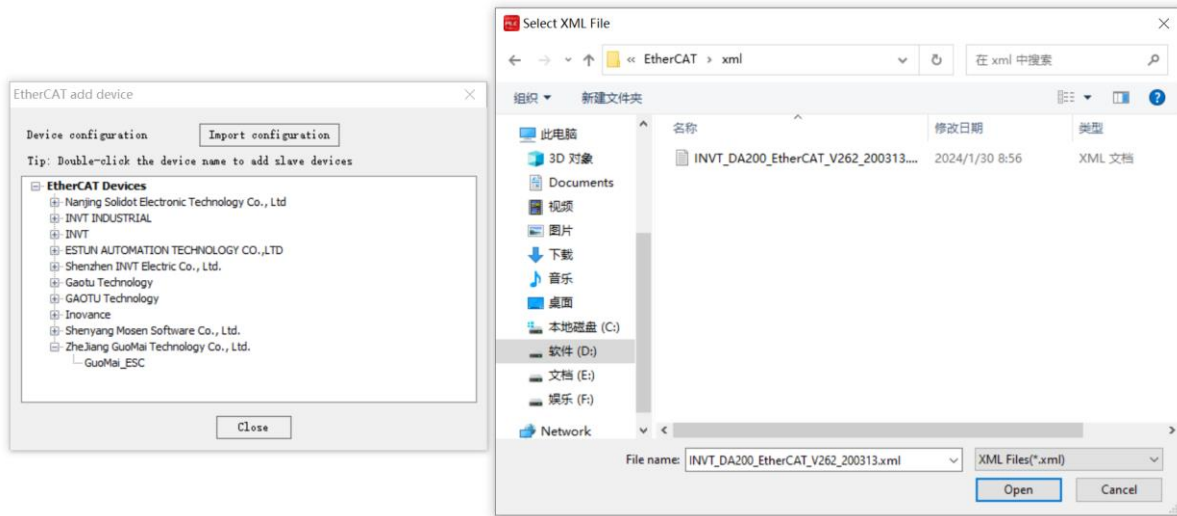 EtherCAT add device
Device configuration
Import configuration
Tip: Double-click the device name to add slave devices
EtherCAT Devices
Nanjing Solidot Electronic Technology Co., Ltd
INVT INDUSTRIAL
INVT
ESTUN AUTOMATION TECHNOLOGY CO.,LTD
Shenzhen INVT Electric Co., Ltd.
Gaotu Technology
GAOTU Technology
Inovance
Shenyang Mosen Software Co., Ltd.
ZheJiang GuoMai Technology Co., Ltd.
GuoMai_ESC
Close
PLC
Select XML File
« EtherCAT › xml
在 xml 中搜索
组织
新建文件夹
此电脑
3D 对象
Documents
视频
图片
下载
音乐
桌面
本地磁盘 (C:)
软件 (D:)
文档 (E:)
娱乐 (F:)
Network
名称 修改日期 类型
INVT_DA200_EtherCAT_V262_200313.... 2024/1/30 8:56 XML 文档
File name: INVT_DA200_EtherCAT_V262_200313.xml XML Files(*.xml)
Open Cancel